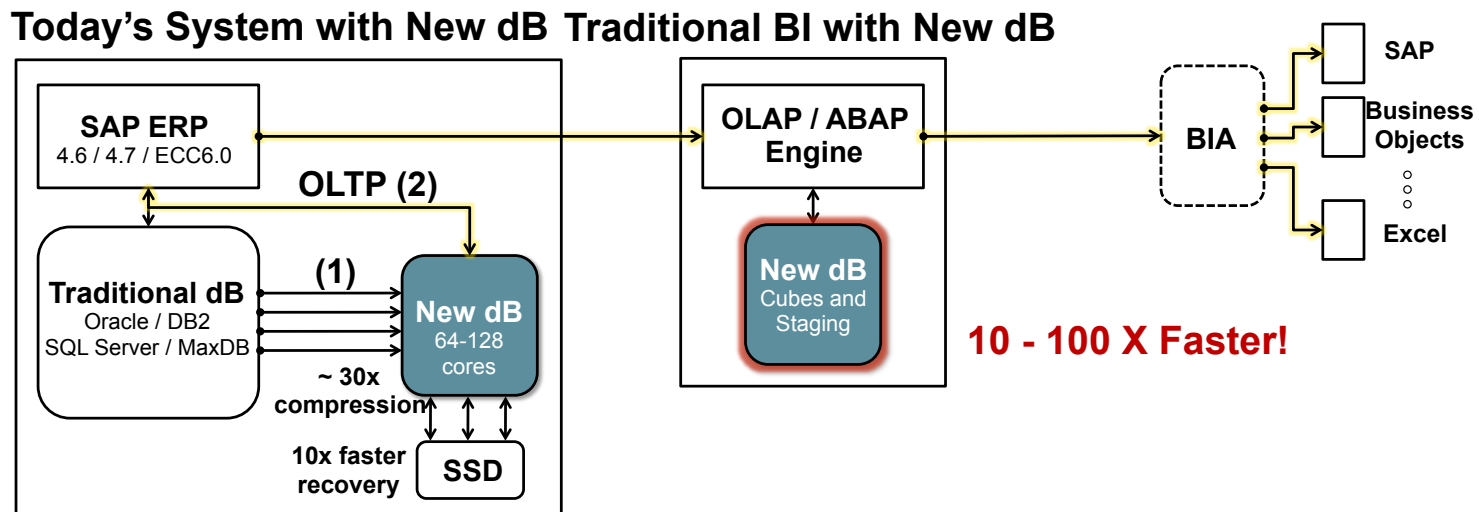 Today's System with New dB
Traditional BI with New dB
SAP ERP
4.6 / 4.7 / ECC6.0
OLTP (2)
Traditional dB
Oracle / DB2
SQL Server / MaxDB
(1)
New dB
64-128
cores
~ 30x
compression
10x faster
recovery
SSD
OLAP / ABAP
Engine
New dB
Cubes and
Staging
10 - 100 X Faster!
BIA
SAP
Business
Objects
Excel